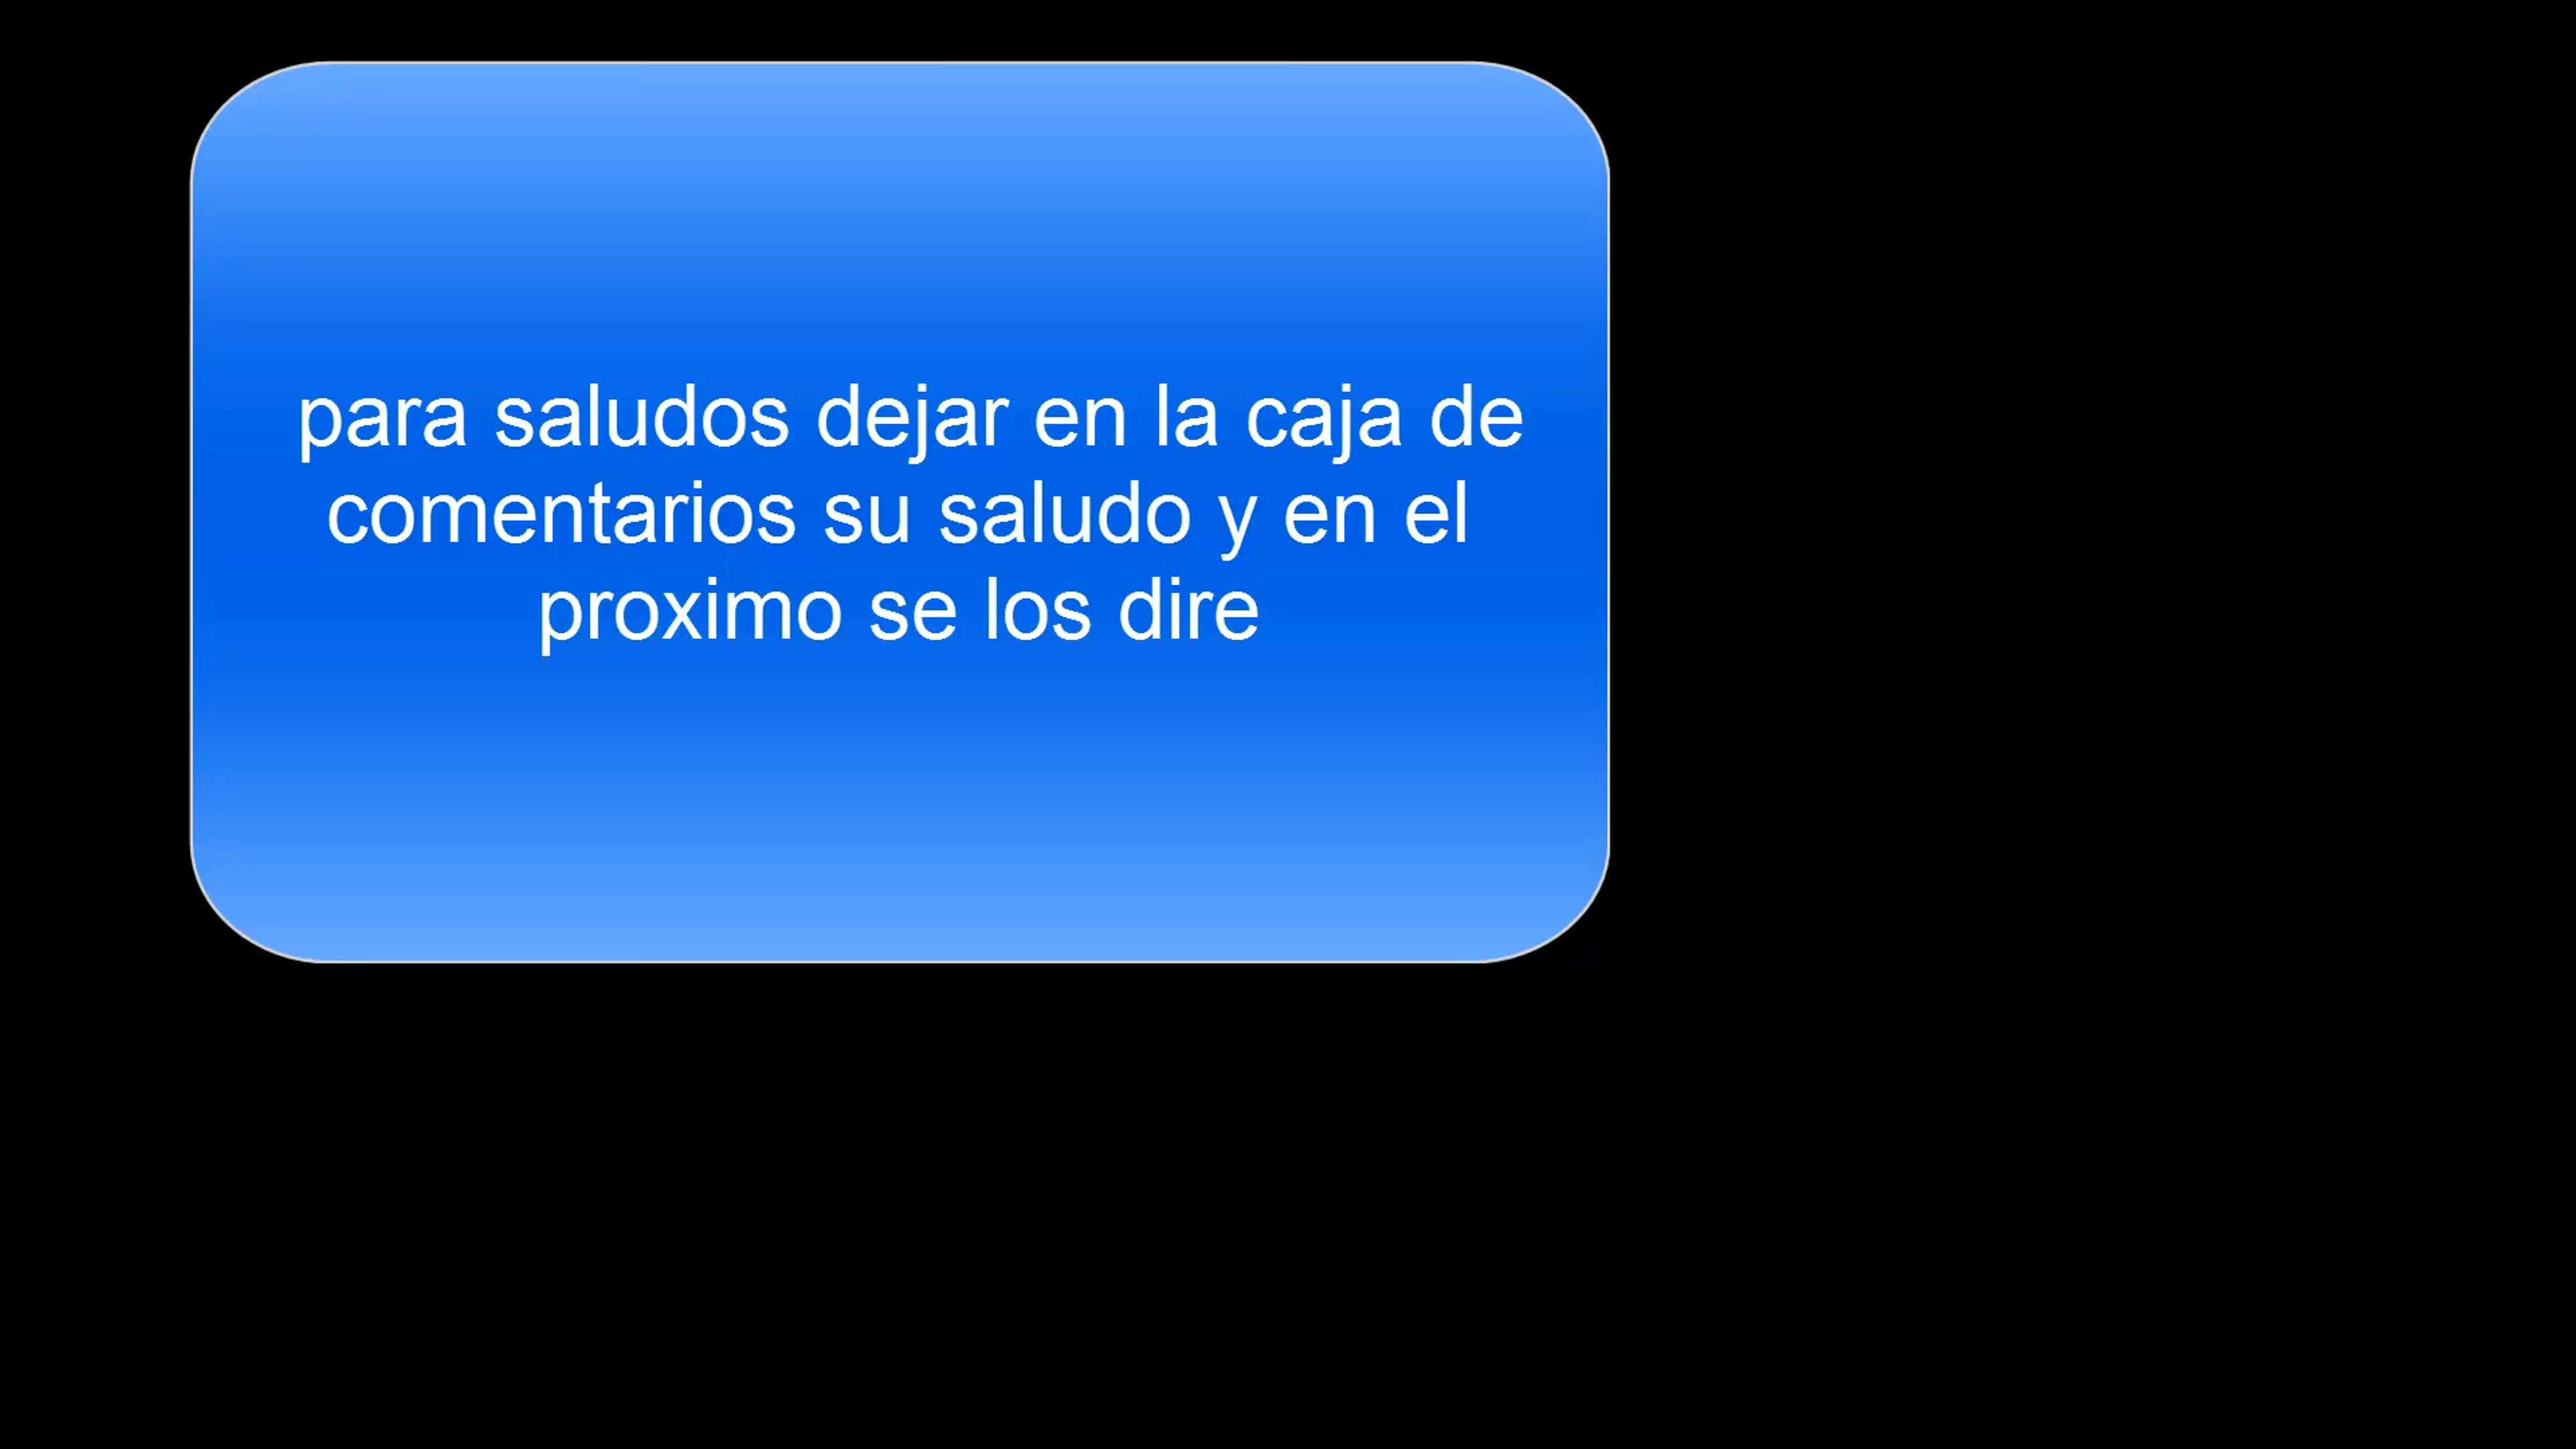 para saludos dejar en la caja de
comentarios su saludo y en el
proximo se los dire